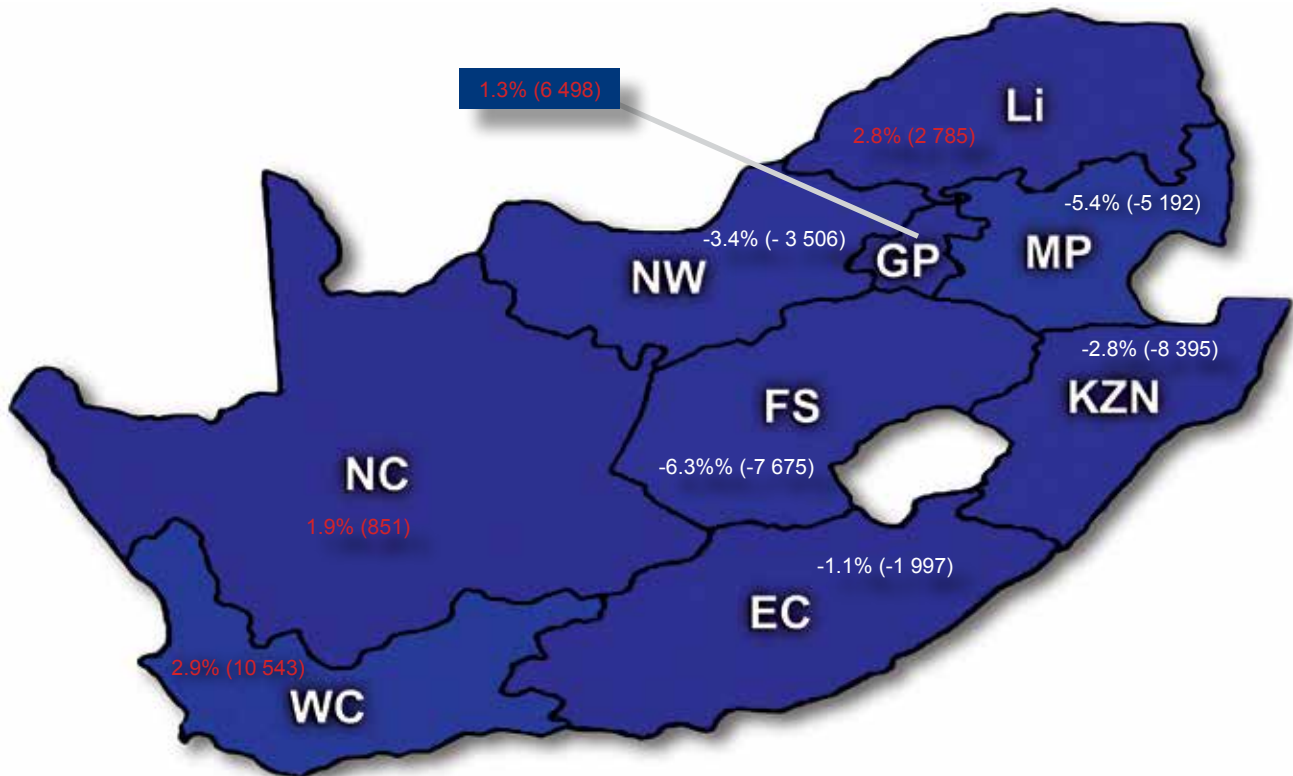 1.3% (6 498)
Li
2.8% (2 785)
-5.4% (-5 192)
-3.4% (- 3 506)
GP
MP
NW
-2.8% (-8 395)
KZN
FS
-6.3%% (-7 675)
NC
1.9% (851)
-1.1% (-1 997)
EC
2.9% (10 543)
WC